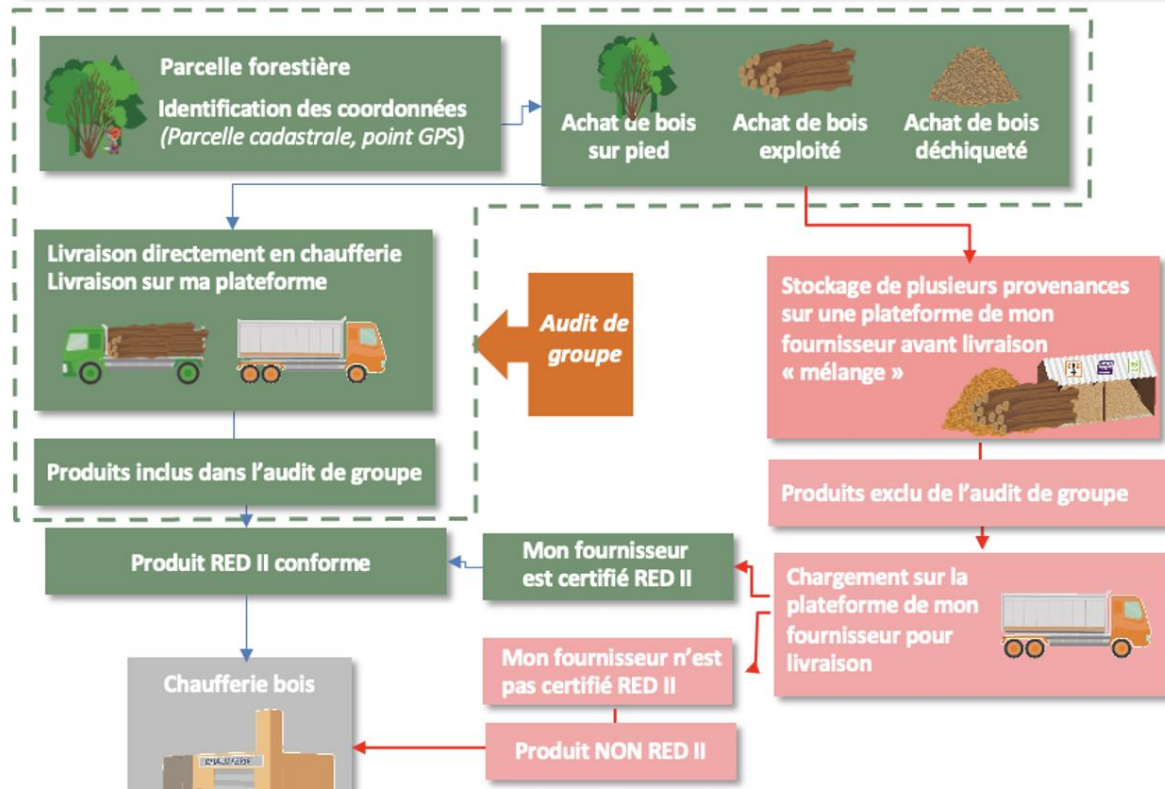 Parcelle forestière
Identification des coordonnées
(Parcelle cadastrale, point GPS)
Achat de bois
sur pied
Achat de bois
exploité
Achat de bois
déchiqueté
Livraison directement en chaufferie
Livraison sur ma plateforme
Audit de
groupe
Stockage de plusieurs provenances
sur une plateforme de mon
fournisseur avant livraison
« mélange »
Produits inclus dans l'audit de groupe
Produits exclu de l'audit de groupe
Produit RED II conforme
Mon fournisseur
est certifié RED II
Chargement sur la
plateforme de mon
fournisseur pour
livraison
Mon fournisseur n'est
pas certifié RED II
Produit NON RED II
Chaufferie bois
CHAUFFERIE